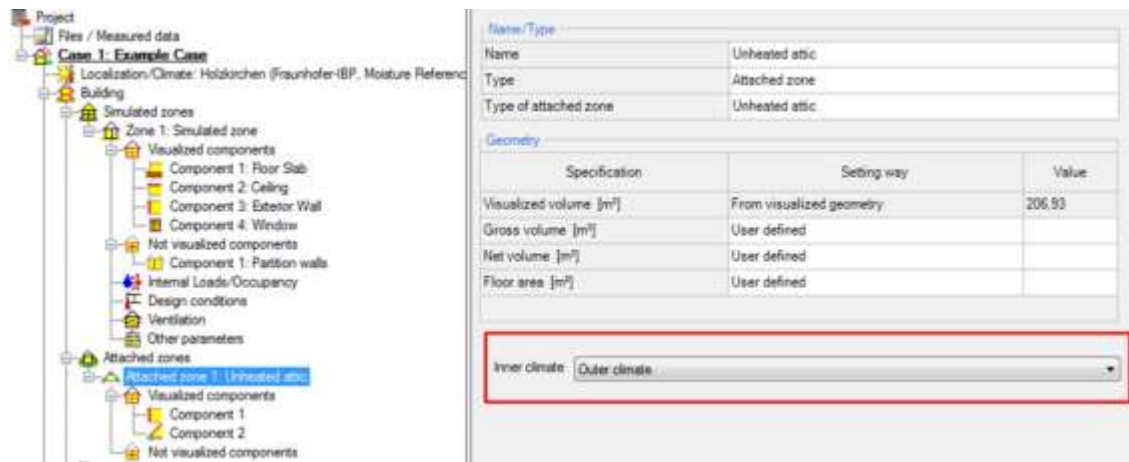 Project
Files / Measured data
Case 1: Example Case
Localization/Climate: Holzkirchen (Fraunhofer-IBP, Moisture Referenc
Building
Simulated zones
Zone 1: Simulated zone
Visualized components
Component 1: Floor Slab
Component 2: Ceiling
Component 3: Exterior Wall
Component 4: Window
Not visualized components
Component 1: Partition walls
Internal Loads/Occupancy
Design conditions
Ventilation
Other parameters
Attached zones
Attached zone 1: Unheated attic
Visualized components
Component 1
Component 2
Not visualized components
Name/Type
Name Unheated attic
Type Attached zone
Type of attached zone Unheated attic
Geometry
Specification Setting way Value
Visualized volume [m³] From visualized geometry 206,93
Gross volume [m³] User defined
Net volume [m³] User defined
Floor area [m²] User defined
Inner climate Outer climate